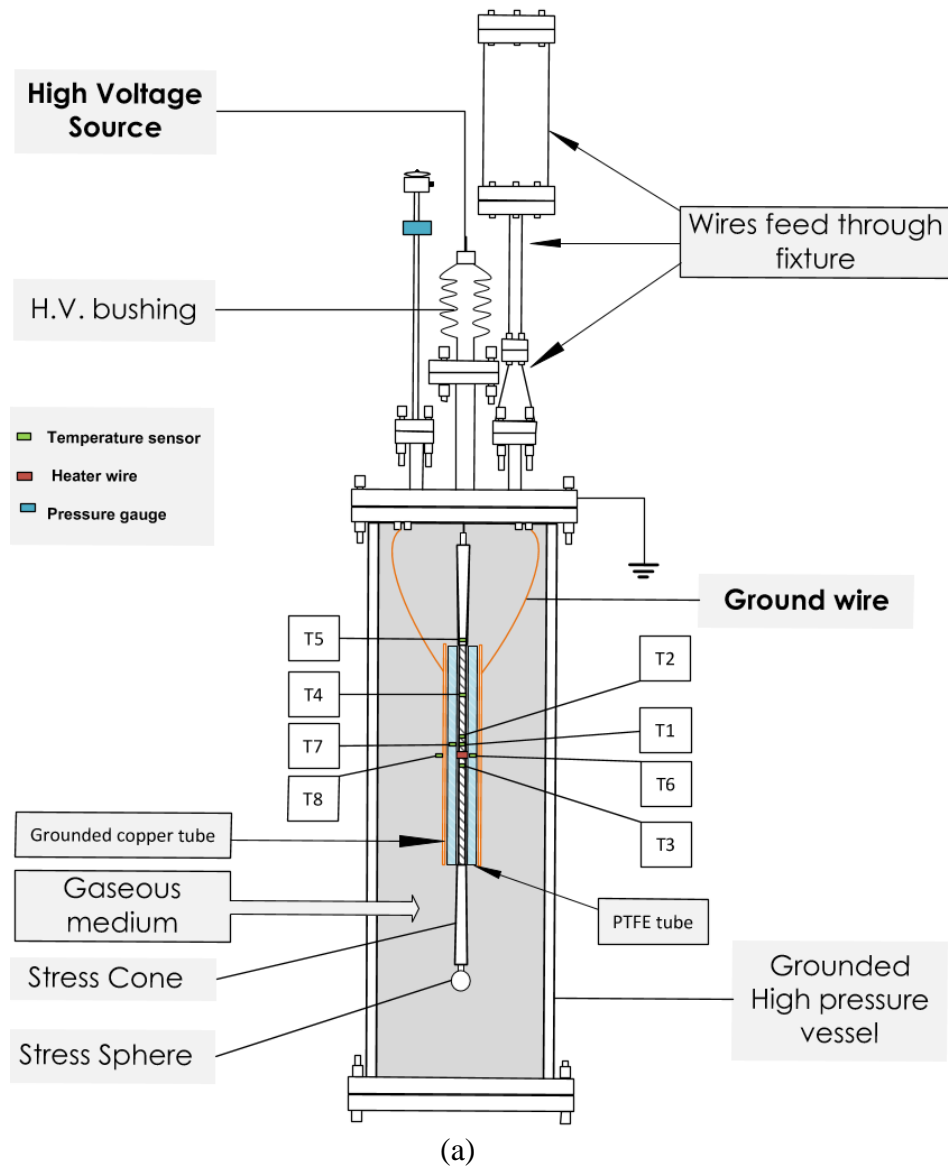 High Voltage
Source
Wires feed through
fixture
H.V. bushing
Temperature sensor
Heater wire
Pressure gauge
Ground wire
T5
T2
T4
T1
T7
T6
T8
T3
Grounded copper tube
Gaseous
medium
PTFE tube
Stress Cone
Grounded
High pressure
vessel
Stress Sphere
(a)